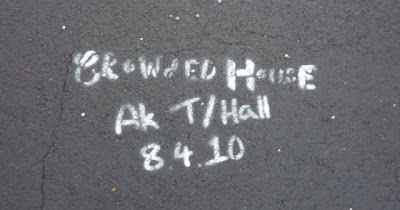 CROWDED HOUSE
Ak T/Hall
8.4.10